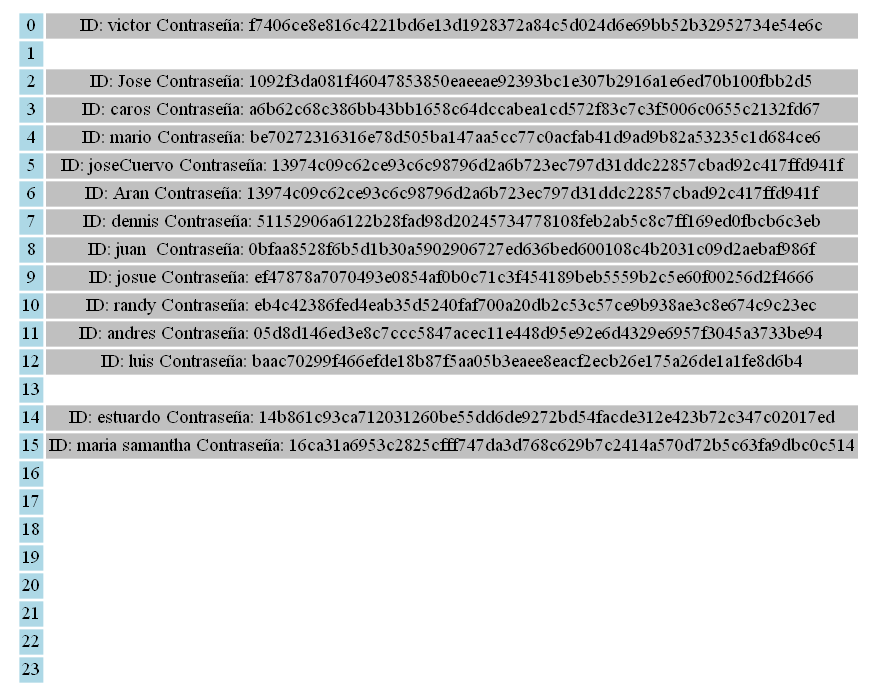 0 ID: victor Contraseña: f7406ce8e816c4221bd6e13d1928372a84c5d024d6e69bb52b32952734e54e6c
1
2 ID: Jose Contraseña: 1092f3da081f46047853850eaeeae92393bc1e307b2916a1e6ed70b100fbb2d5
3 ID: caros Contraseña: a6b62c68c386bb43bb1658c64dccabea1cd572f83c7c3f5006c0655c2132fd67
4 ID: mario Contraseña: be70272316316e78d505ba147aa5cc77c0acfab41d9ad9b82a53235c1d684ce6
5 ID: joseCuervo Contraseña: 13974c09c62ce93c6c98796d2a6b723ec797d31ddc22857cbad92c417ffd941f
6 ID: Aran Contraseña: 13974c09c62ce93c6c98796d2a6b723ec797d31ddc22857cbad92c417ffd941f
7 ID: dennis Contraseña: 51152906a6122b28fad98d20245734778108feb2ab5c8c7ff169ed0fbcb6c3eb
8 ID: juan  Contraseña: 0bfaa8528f6b5d1b30a5902906727ed636bed600108c4b2031c09d2aebaf986f
9 ID: josue Contraseña: ef47878a7070493e0854af0b0c71c3f454189beb5559b2c5e60f00256d2f4666
10 ID: randy Contraseña: eb4c42386fed4eab35d5240faf700a20db2c53c57ce9b938ae3c8e674c9c23ec
11 ID: andres Contraseña: 05d8d146ed3e8c7ccc5847acec11e448d95e92e6d4329e6957f3045a3733be94
12 ID: luis Contraseña: baac70299f466efde18b87f5aa05b3eaee8eacf2ecb26e175a26de1a1fe8d6b4
13
14 ID: estuardo Contraseña: 14b861c93ca712031260be55dd6de9272bd54facde312e423b72c347c02017ed
15 ID: maria samantha Contraseña: 16ca31a6953c2825cfff747da3d768c629b7c2414a570d72b5c63fa9dbc0c514
16
17
18
19
20
21
22
23